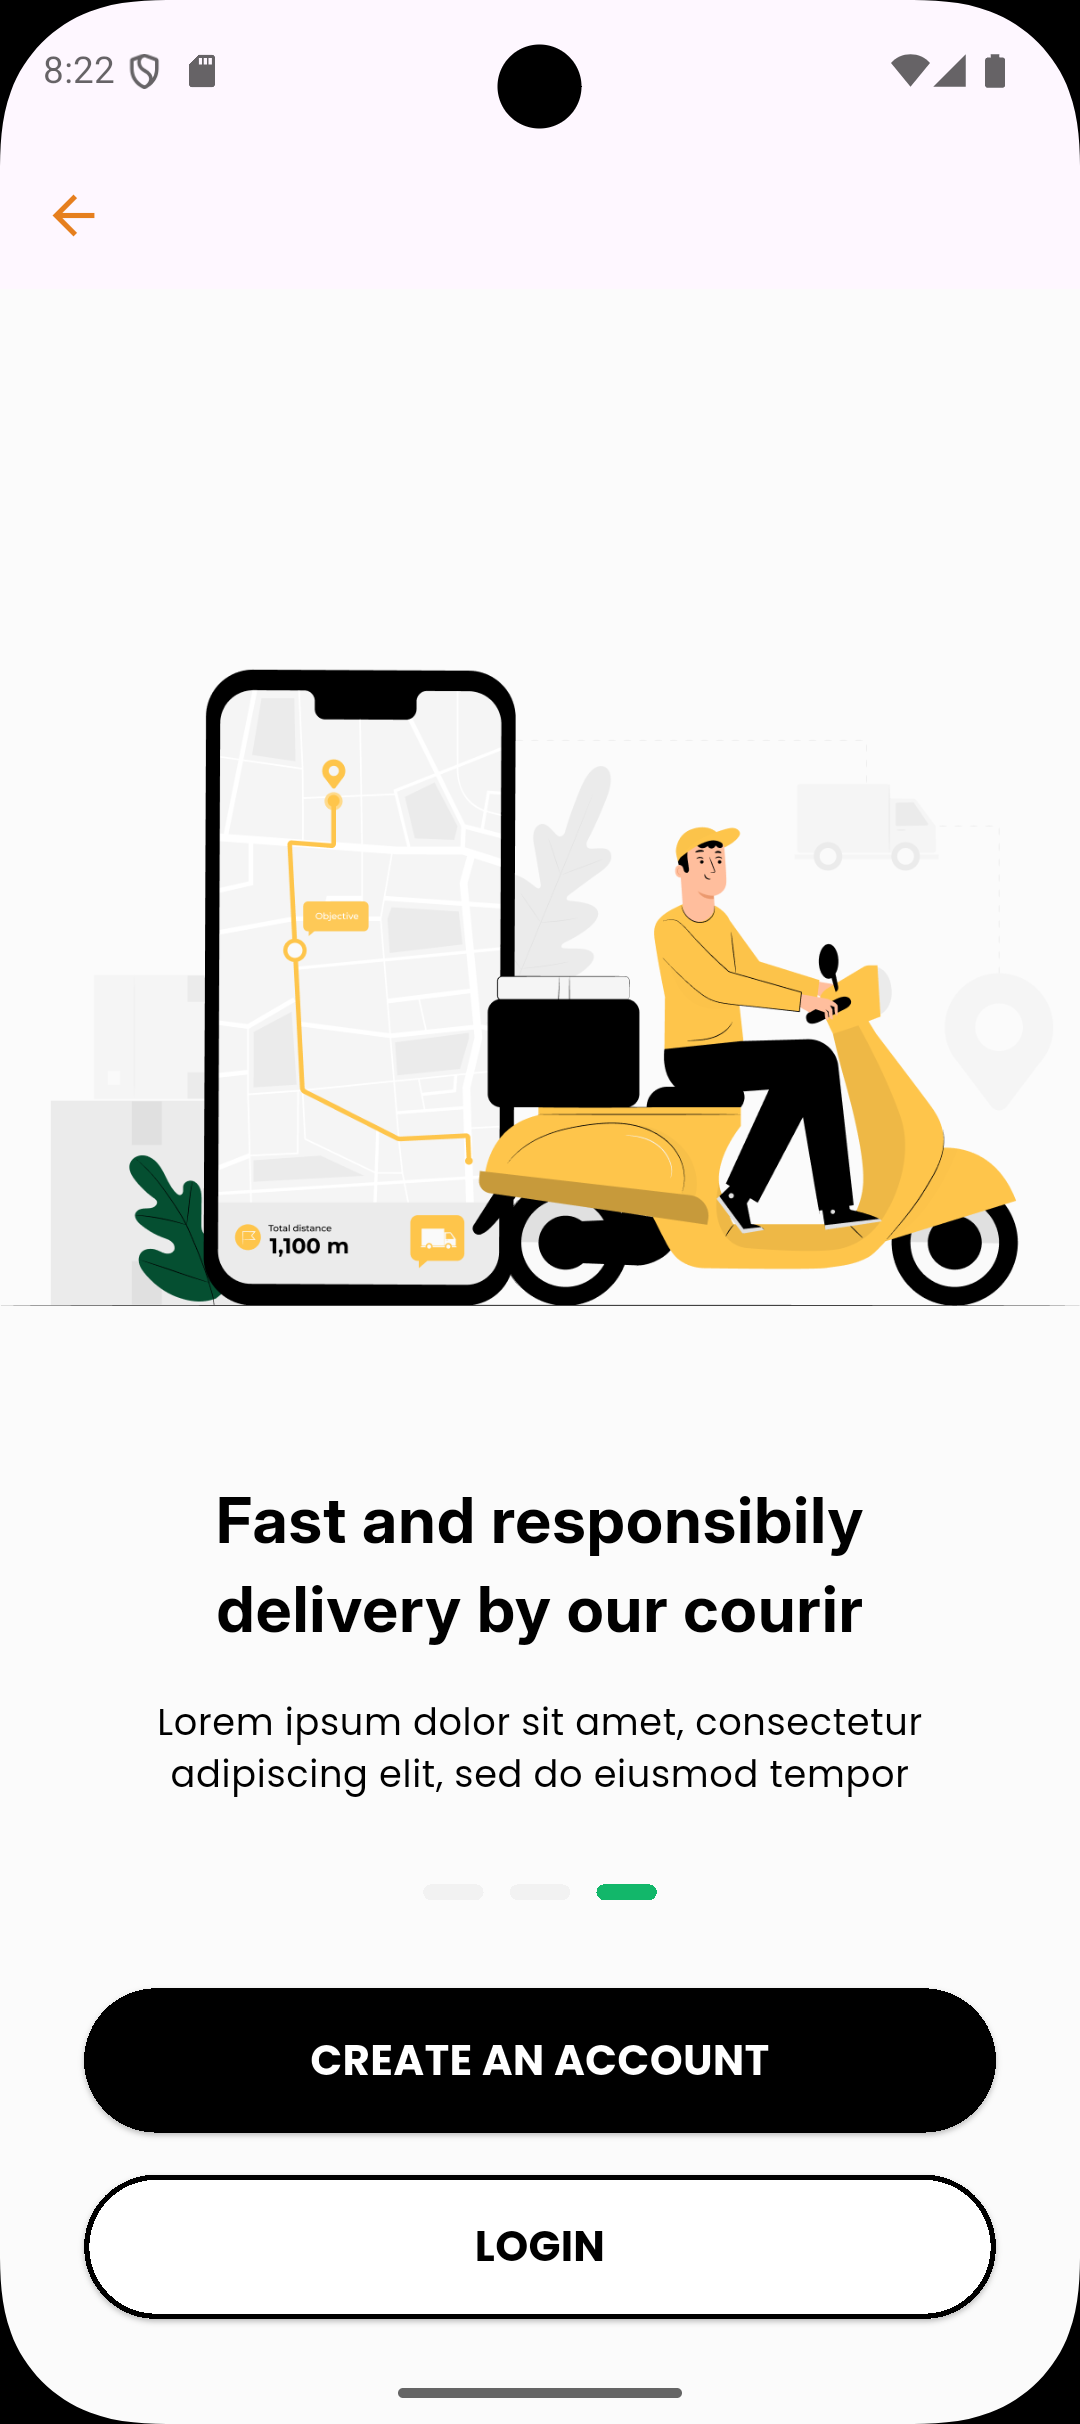 8:22
Objective
Total distance
1,100 m
Fast and responsibily
delivery by our courir
Lorem ipsum dolor sit amet, consectetur
adipiscing elit, sed do eiusmod tempor
CREATE AN ACCOUNT
LOGIN